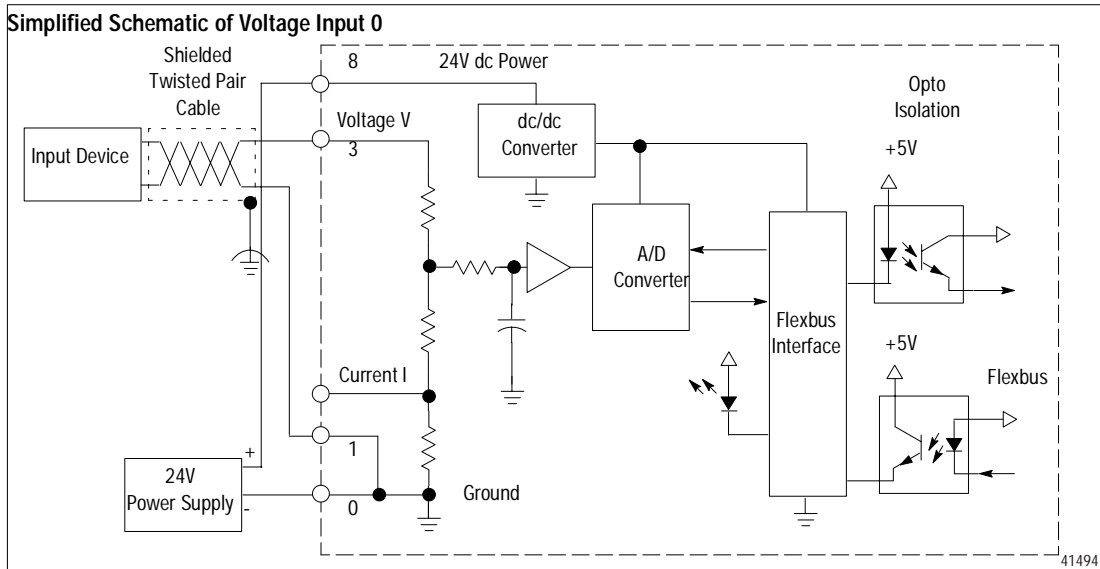 Simplified Schematic of Voltage Input 0
Shielded
Twisted Pair
Cable
8
24V dc Power
Opto
Isolation
Input Device
Voltage V
3
dc/dc
Converter
+5V
A/D
Converter
Flexbus
Interface
+5V
Flexbus
Current I
1
24V
Power Supply
+
-
0
Ground
41494